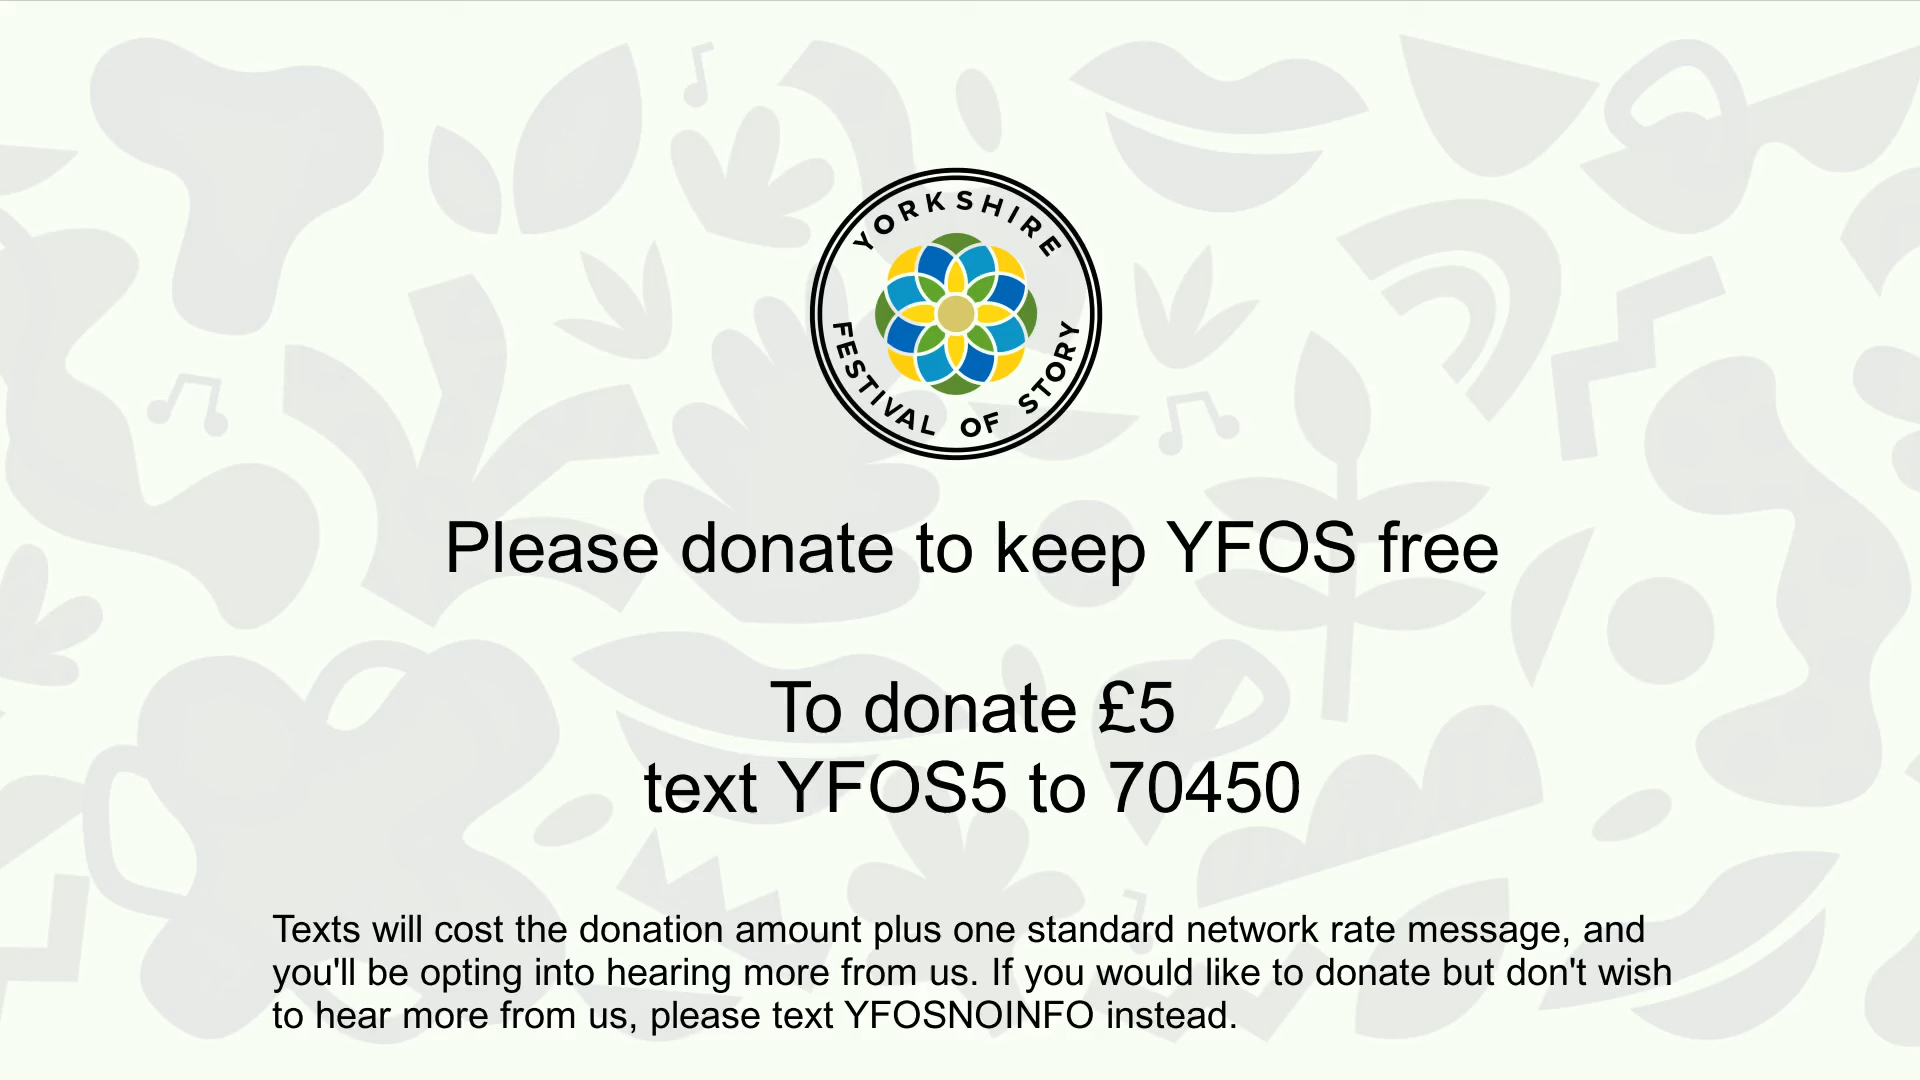 YORKSHIRE
FESTIVAL OF STORY
Please donate to keep YFOS free
To donate £5
text YFOS5 to 70450
Texts will cost the donation amount plus one standard network rate message, and
you'll be opting into hearing more from us. If you would like to donate but don't wish
to hear more from us, please text YFOSNOINFO instead.